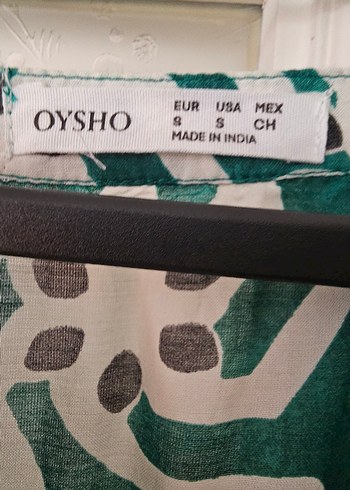 OYSHO
EUR USA MEX
S S CH
MADE IN INDIA